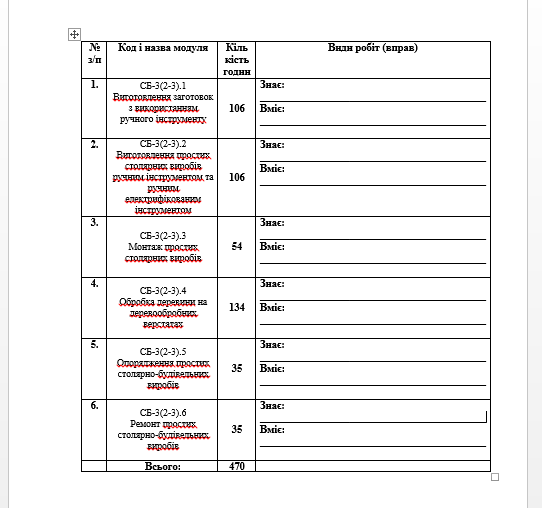 № з/п
Код і назва модуля
Кіль кість годин
Види робіт (вправ)
1.
СБ-3(2-3).1
Виготовлення заготовок
з використанням
ручного інструменту
106
Знає:
Вміє:
2.
СБ-3(2-3).2
Виготовлення простих
столярних виробів
ручним інструментом та
ручним
електрифікованим
інструментом
106
Знає:
Вміє:
3.
СБ-3(2-3).3
Монтаж простих
столярних виробів
54
Знає:
Вміє:
4.
СБ-3(2-3).4
Обробка деревини на
деревообробних
верстатах
134
Знає:
Вміє:
5.
СБ-3(2-3).5
Опорядження простих
столярно-будівельних
виробів
35
Знає:
Вміє:
6.
СБ-3(2-3).6
Ремонт простих
столярно-будівельних
виробів
35
Знає:
Вміє:
Всього:
470